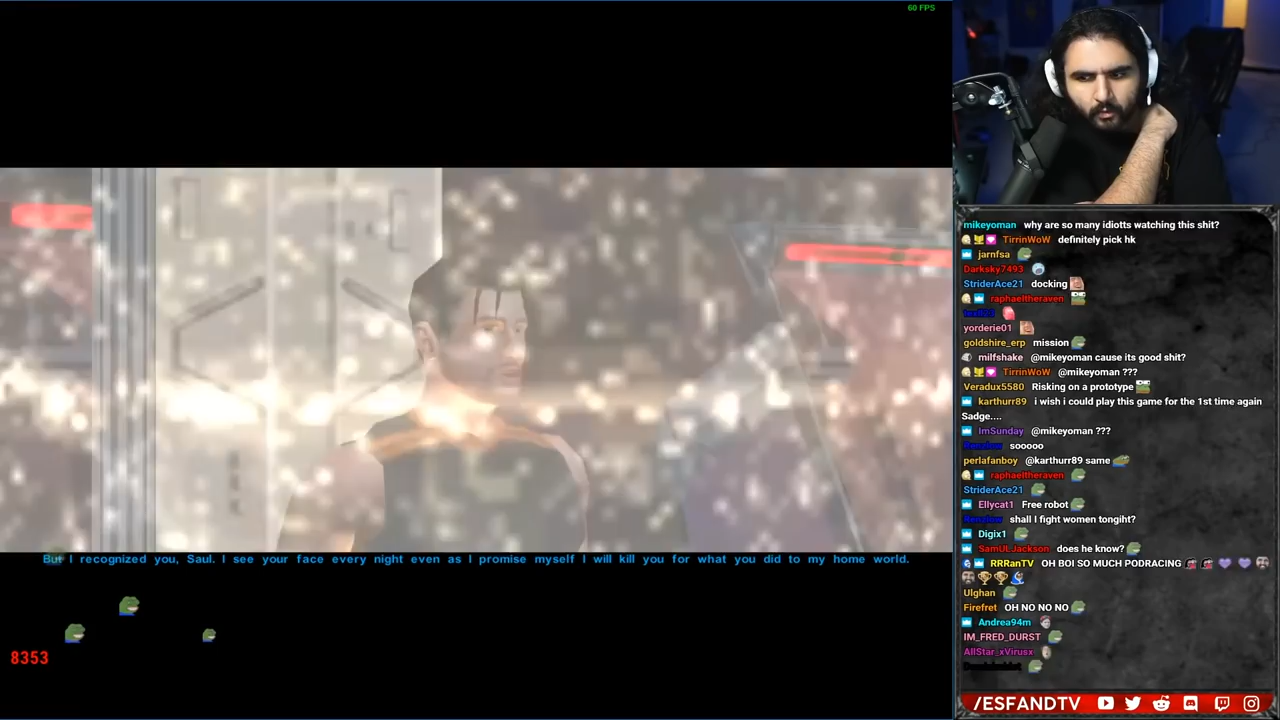 60 FPS
But I recognized you, Saul. I see your face every night even as I promise myself I will kill you for what you did to my home world.
8353
mikeyoman why are so many idiotts watching this shit?
TirrinWoW definitely pick hk
jarnfsa
Darksky7493
StriderAce21 docking
raphaeltheraven
yorderie01
goldshire_erp mission
milfshake @mikeyoman cause its good shit?
TirrinWoW @mikeyoman ???
Veradux5580 Risking on a prototype
karthurr89 i wish i could play this game for the 1st time again
Sadge....
ImSunday @mikeyoman ???
sooooo
perlafanboy @karthurr89 same
raphaeltheraven
StriderAce21
Ellycat1 Free robot
shall I fight women tongiht?
Digix1
SamULJackson does he know?
RRRanTV OH BOI SO MUCH PODRACING
Ulghan
Firefret OH NO NO NO
Andrea94m
IM_FRED_DURST
AllStar_xVirusx
/ESFANDTV